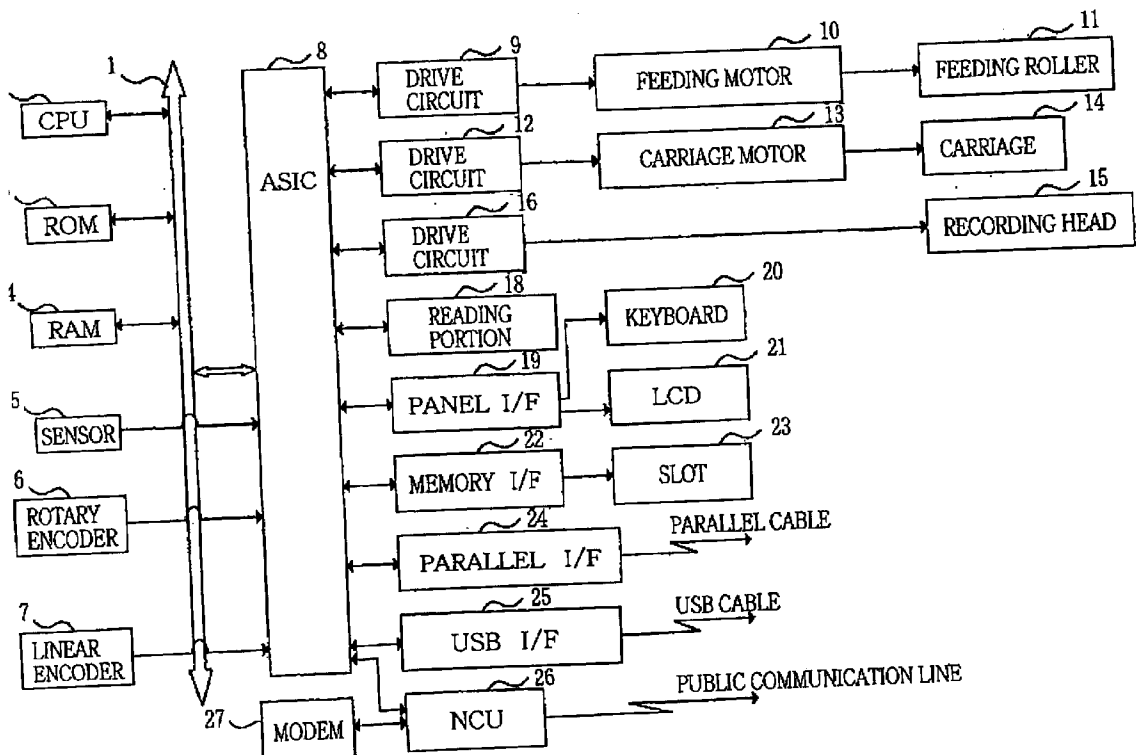 1
8
9
10
11
CPU
DRIVE
CIRCUIT
FEEDING MOTOR
FEEDING ROLLER
12
13
14
ASIC
DRIVE
CIRCUIT
CARRIAGE MOTOR
CARRIAGE
16
15
ROM
DRIVE
CIRCUIT
RECORDING HEAD
4
18
20
RAM
READING
PORTION
KEYBOARD
19
21
PANEL I/F
LCD
5
SENSOR
22
23
MEMORY I/F
SLOT
6
ROTARY
ENCODER
24
PARALLEL CABLE
PARALLEL I/F
7
25
USB CABLE
LINEAR
ENCODER
USB I/F
26
PUBLIC COMMUNICATION LINE
27
MODEM
NCU